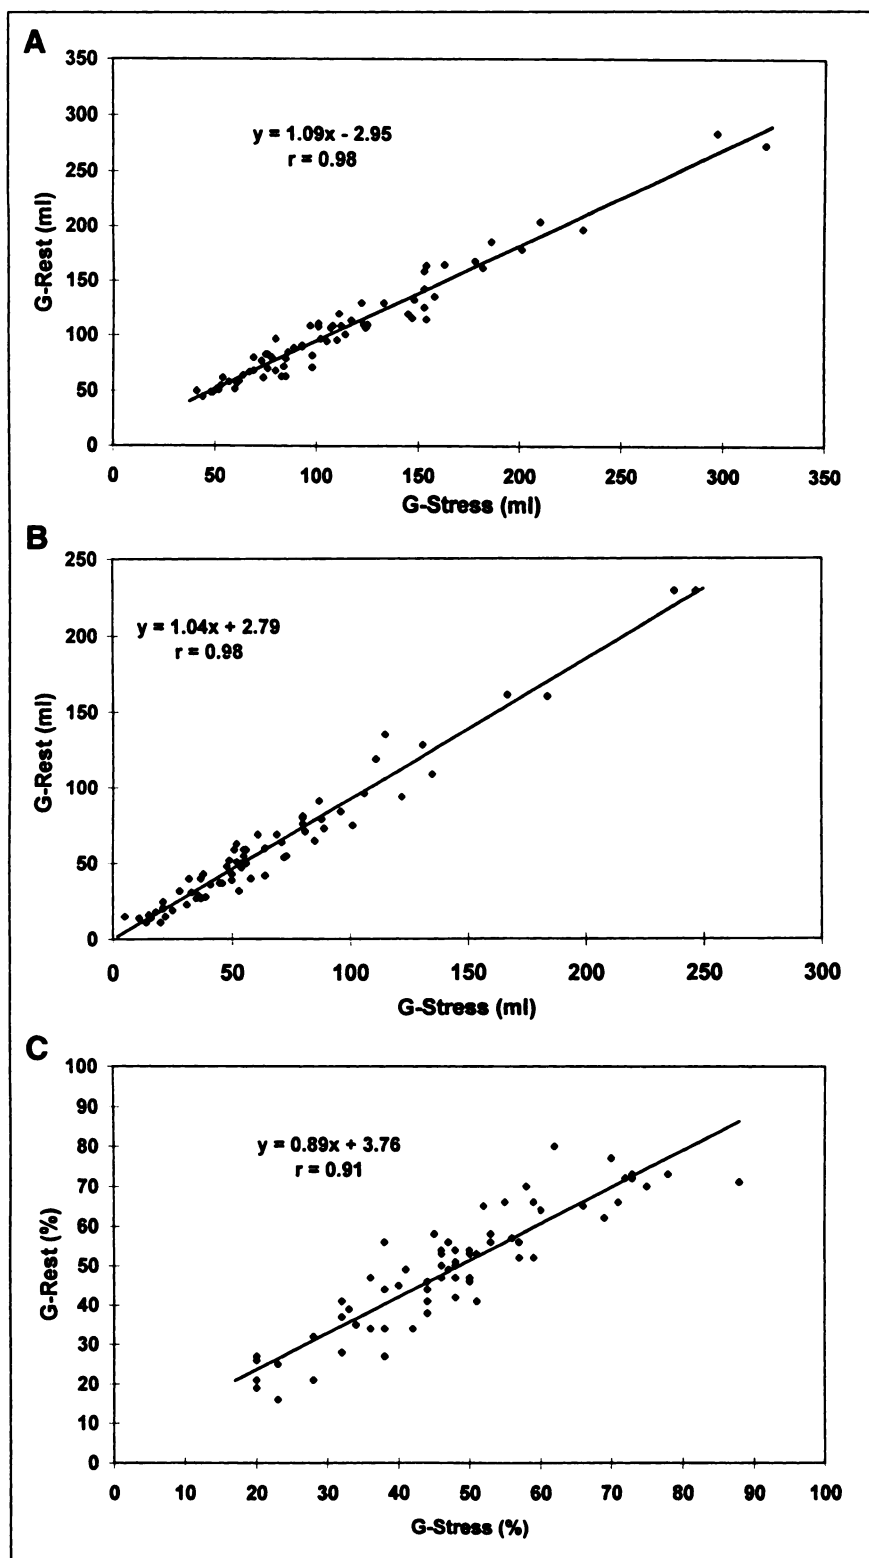 A
350
300
250
200
150
100
50
0
G-Rest (ml)
y = 1.09x - 2.95
r = 0.98
0 50 100 150 200 250 300 350
G-Stress (ml)
B
250
200
150
100
50
0
G-Rest (ml)
y = 1.04x + 2.79
r = 0.98
0 50 100 150 200 250 300
G-Stress (ml)
C
100
90
80
70
60
50
40
30
20
10
0
G-Rest (%)
y = 0.89x + 3.76
r = 0.91
0 10 20 30 40 50 60 70 80 90 100
G-Stress (%)